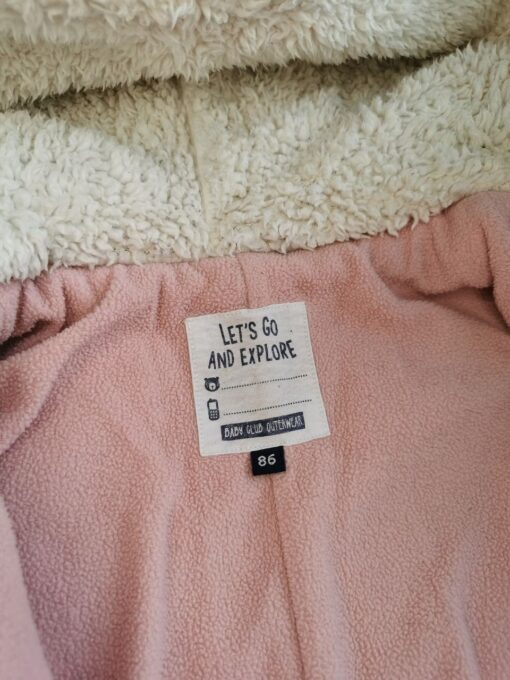 LET'S GO
AND EXPLORE
BABY CLUB OUTERWEAR
86